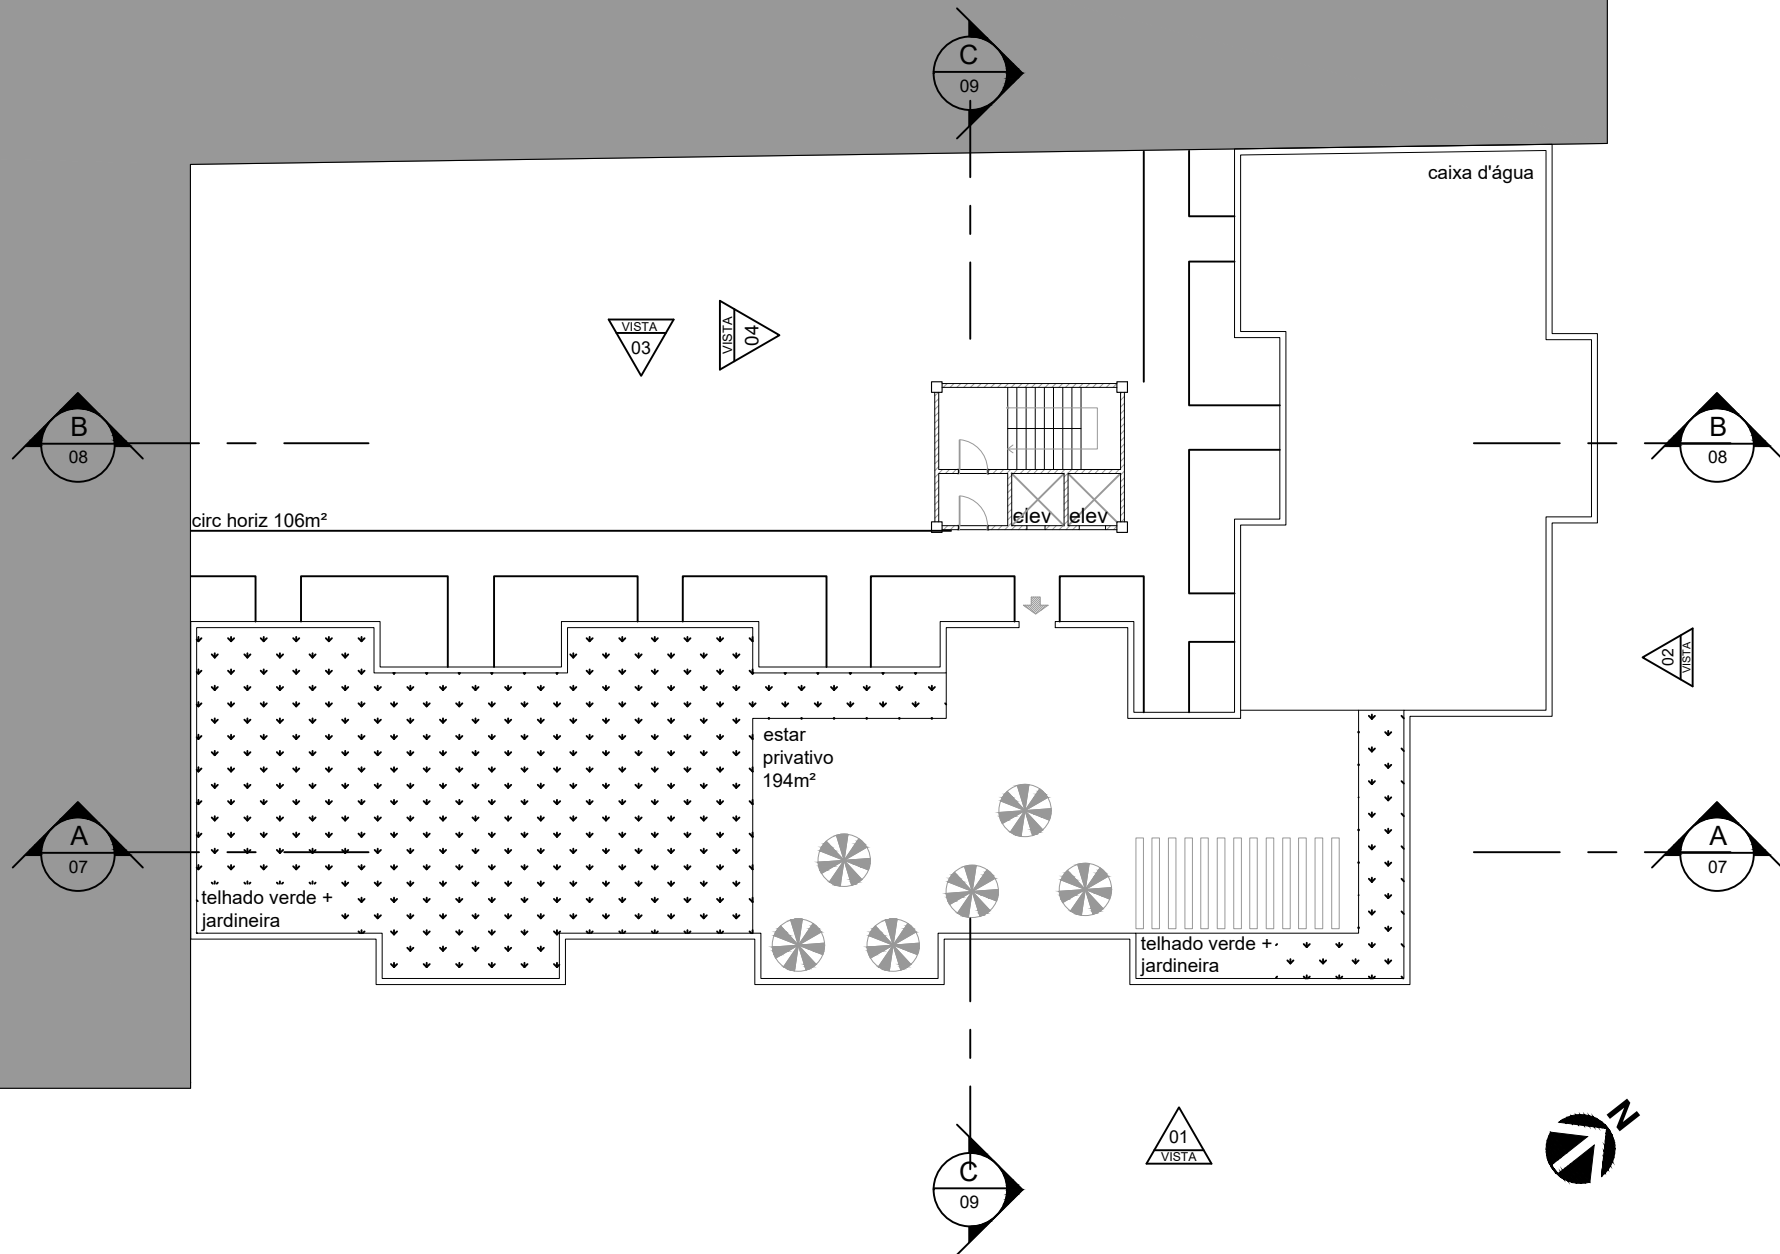 C
09
caixa d'água
VISTA
03
VISTA
04
B
08
B
08
circ horiz 106m²
elev elev
02
VISTA
estar
privativo
194m²
A
07
A
07
telhado verde +
jardineira
telhado verde +
jardineira
01
VISTA
N
C
09